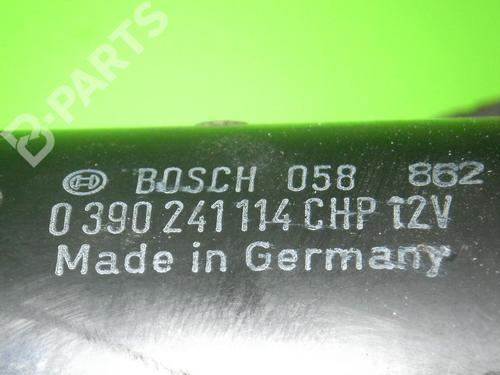 BOSCH 058 862
0 390 241 114 CHP 12V
Made in Germany
B-PARTS